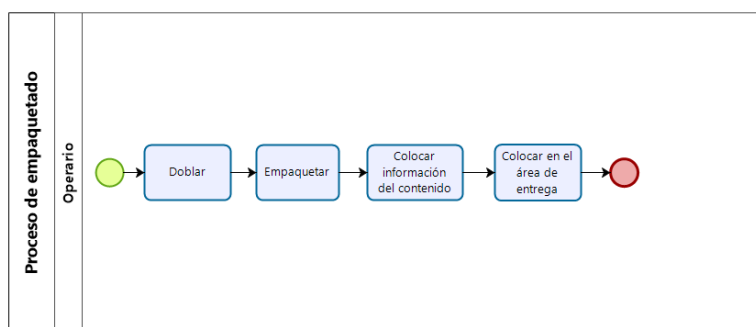 Proceso de empaquetado
Operario
Doblar
Empaquetar
Colocar
información
del contenido
Colocar en el
área de
entrega